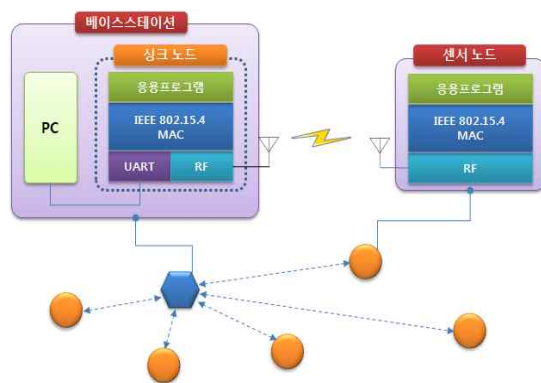 베이스스테이션
싱크 노드
응용프로그램
PC
IEEE 802.15.4
MAC
UART
RF
센서 노드
응용프로그램
IEEE 802.15.4
MAC
RF